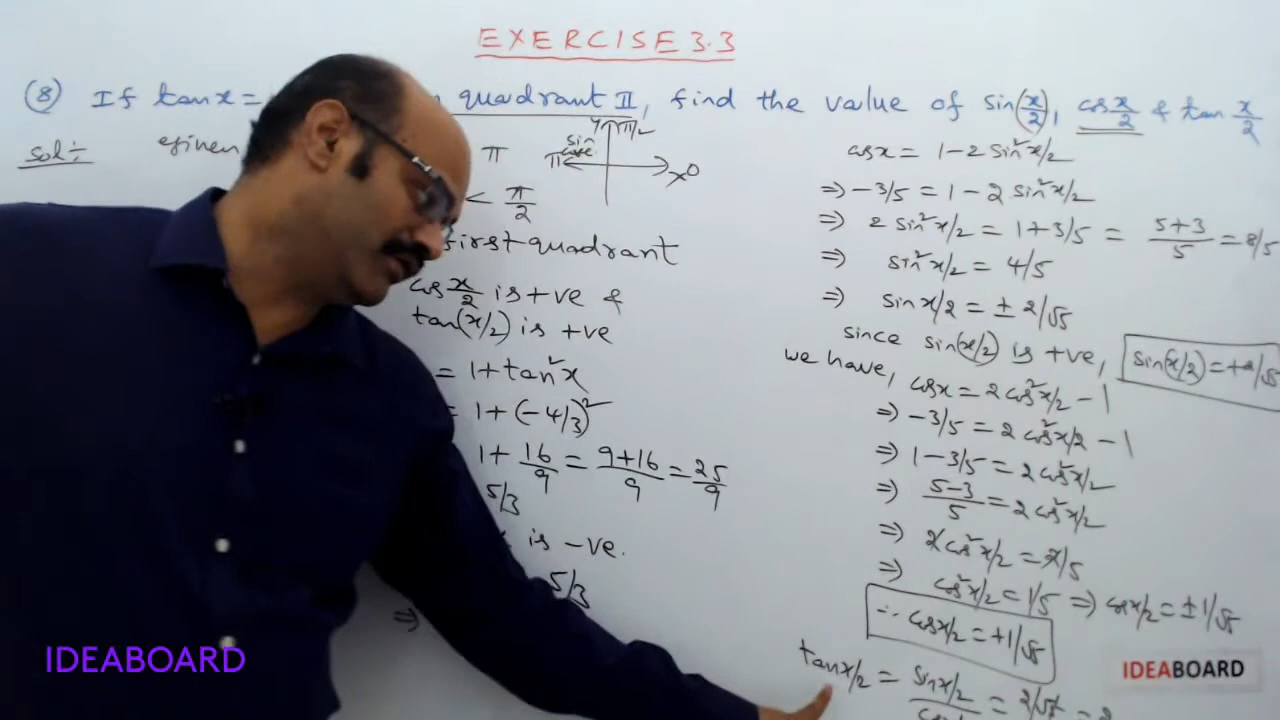 EXERCISE 3.3
(8) If tan x = quadrant II, find the value of sin(x/2), cos x/2 & tan x/2
Sol:- Given π
y π/2
sin
π x 0
< π/2
first quadrant
cos x/2 is +ve &
tan(x/2) is +ve
= 1 + tan²x
= 1 + (-4/3)²
1 + 16/9 = 9+16/9 = 25/9
5/3
is -ve.
5/3
⇒
cos x = 1 - 2 sin² x/2
⇒ -3/5 = 1 - 2 sin² x/2
⇒ 2 sin² x/2 = 1 + 3/5 = 5+3/5 = 8/5
⇒ sin² x/2 = 4/5
⇒ sin x/2 = ± 2/√5
since sin(x/2) is +ve, sin(x/2) = +2/√5
we have, cos x = 2 cos² x/2 - 1
⇒ -3/5 = 2 cos² x/2 - 1
⇒ 1 - 3/5 = 2 cos² x/2
⇒ 5-3/5 = 2 cos² x/2
⇒ 2 cos² x/2 = 2/5
⇒ cos² x/2 = 1/5 ⇒ cos x/2 = ± 1/√5
∴ cos x/2 = +1/√5
tan x/2 = sin x/2 / = 2/√5 = 2
IDEABOARD
IDEABOARD